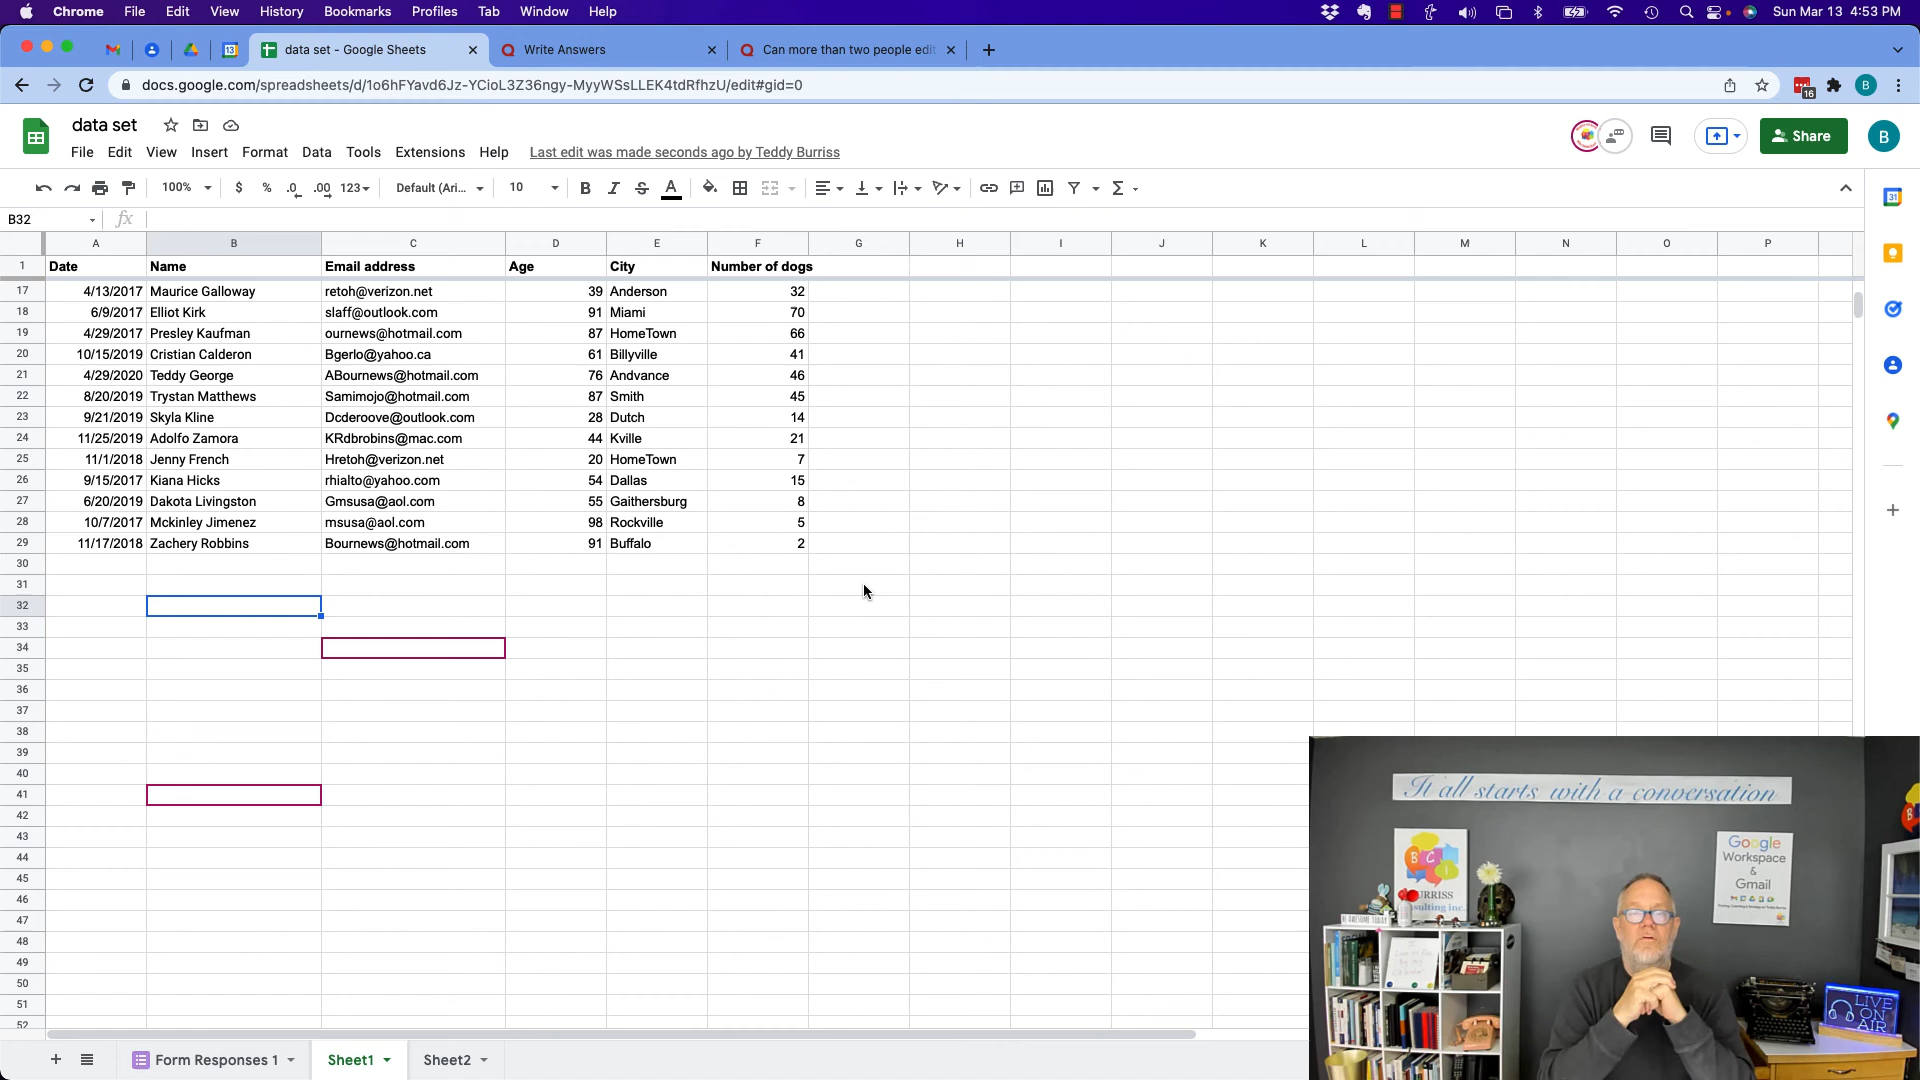 Chrome File Edit View History Bookmarks Profiles Tab Window Help Sun Mar 13 4:53 PM
13 data set - Google Sheets Write Answers Can more than two people edi
docs.google.com/spreadsheets/d/1o6hFYavd6Jz-YCioL3Z36ngy-MyyWSsLLEK4tdRfhzU/edit#gid=0 16 B
data set
Share B
File Edit View Insert Format Data Tools Extensions Help Last edit was made seconds ago by Teddy Burriss
100% $ % .0 .00 123 Default (Ari... 10 B I S A Σ
31
B32 fx
A B C D E F G H I J K L M N O P
1 Date Name Email address Age City Number of dogs
17 4/13/2017 Maurice Galloway retoh@verizon.net 39 Anderson 32
18 6/9/2017 Elliot Kirk slaff@outlook.com 91 Miami 70
19 4/29/2017 Presley Kaufman ournews@hotmail.com 87 HomeTown 66
20 10/15/2019 Cristian Calderon Bgerlo@yahoo.ca 61 Billyville 41
21 4/29/2020 Teddy George ABournews@hotmail.com 76 Andvance 46
22 8/20/2019 Trystan Matthews Samimojo@hotmail.com 87 Smith 45
23 9/21/2019 Skyla Kline Dcderoove@outlook.com 28 Dutch 14
24 11/25/2019 Adolfo Zamora KRdbrobins@mac.com 44 Kville 21
25 11/1/2018 Jenny French Hretoh@verizon.net 20 HomeTown 7
26 9/15/2017 Kiana Hicks rhialto@yahoo.com 54 Dallas 15
27 6/20/2019 Dakota Livingston Gmsusa@aol.com 55 Gaithersburg 8
28 10/7/2017 Mckinley Jimenez msusa@aol.com 98 Rockville 5
29 11/17/2018 Zachery Robbins Bournews@hotmail.com 91 Buffalo 2
30
31
32
33
34
35
36
37
38
39
40
41
42
43
44
45
46
47
48
49
50
51
52
It all starts with a conversation
B C I
URRISS
sulting inc.
BE AWESOME TODAY
Google
Workspace
&
Gmail
LIVE
ON AIR
Form Responses 1 Sheet1 Sheet2